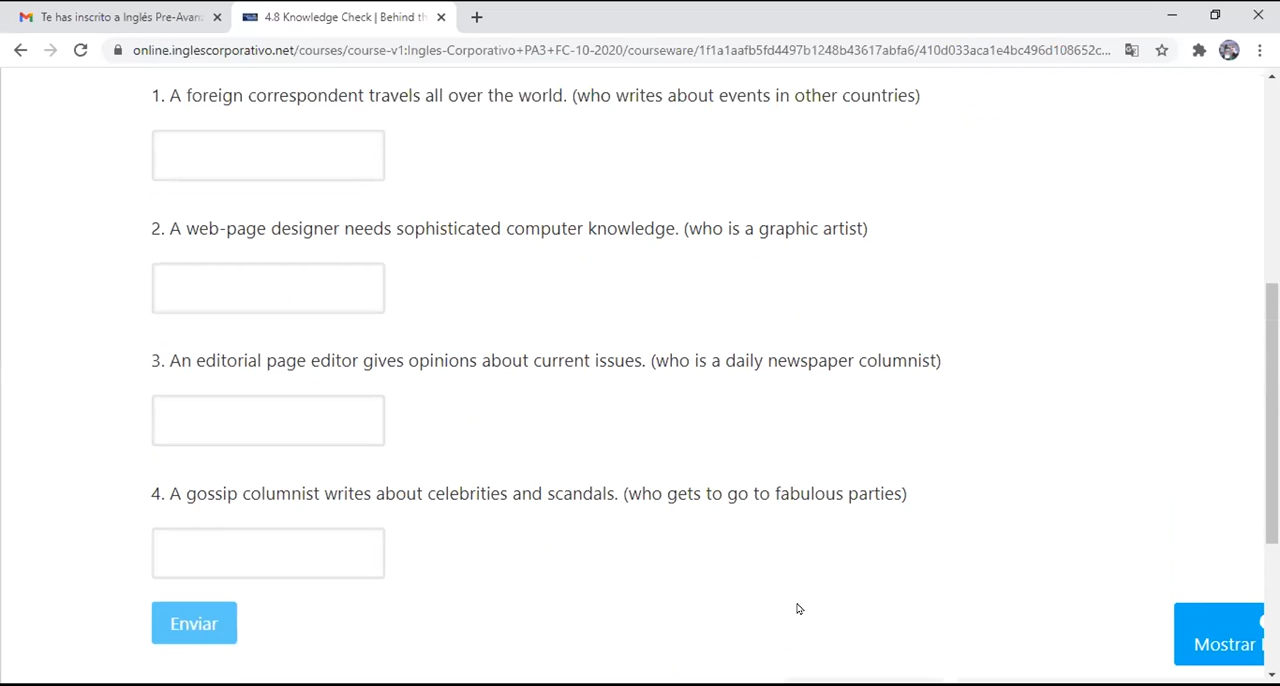 Te has inscrito a Inglés Pre-Avan
4.8 Knowledge Check | Behind th
online.inglescorporativo.net/courses/course-v1:Ingles-Corporativo+PA3+FC-10-2020/courseware/1f1a1aafb5fd4497b1248b43617abfa6/410d033aca1e4bc496d108652c...
1. A foreign correspondent travels all over the world. (who writes about events in other countries)
2. A web-page designer needs sophisticated computer knowledge. (who is a graphic artist)
3. An editorial page editor gives opinions about current issues. (who is a daily newspaper columnist)
4. A gossip columnist writes about celebrities and scandals. (who gets to go to fabulous parties)
Enviar
Mostrar